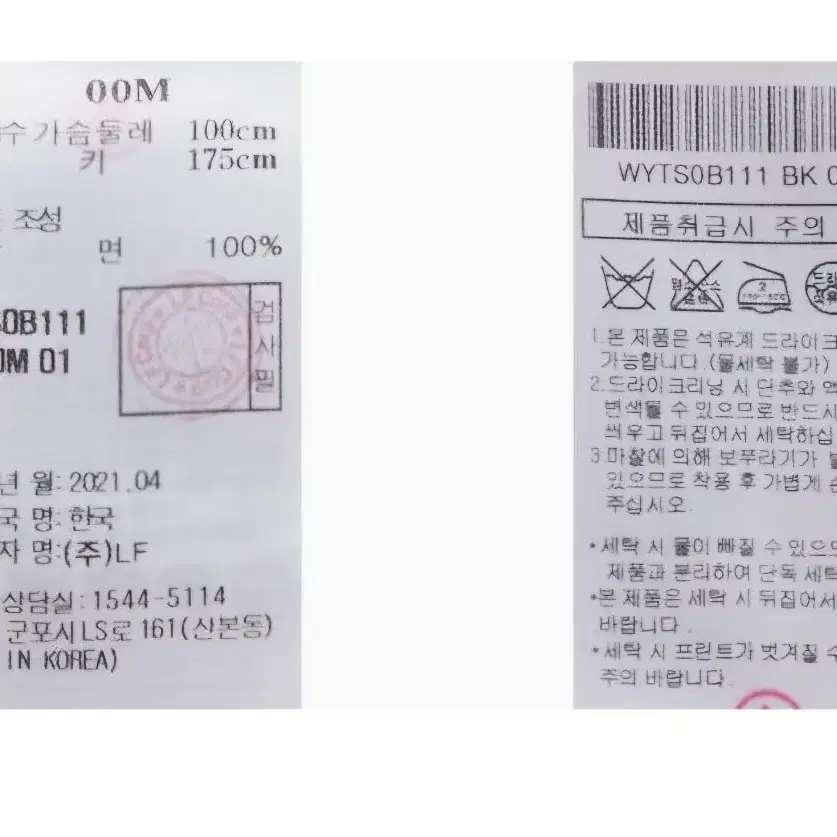 00M
수가슴둘레 100cm
키 175cm
조성
면 100%
0B111
0M 01
검사필
년 월: 2021.04
국 명: 한국
자 명:(주)LF
상담실: 1544-5114
군포시 LS로 161(산본동)
IN KOREA)
WYTS0B111 BK
제품취급시 주의
드라이
1.본 제품은 석유계 드라이크
가능합니다.(물세탁 불가)
2.드라이크리닝 시 단추와 액
변색될 수 있으므로 반드시
씌우고 뒤집어서 세탁하십
3.마찰에 의해 보푸라기가
있으므로 착용 후 가볍게 손
주십시오.
*세탁 시 물이 빠질 수 있으므
제품과 분리하여 단독 세탁
*본 제품은 세탁 시 뒤집어서
바랍니다.
*세탁 시 프린트가 벗겨질 수
주의 바랍니다.